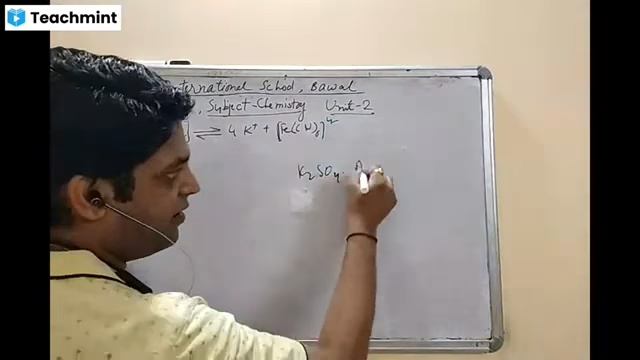 Teachmint
International School, Bawal
, Subject-Chemistry Unit-2
⇌ 4 K⁺ + [Fe(CN)₆]⁴⁻
K₂SO₄. A